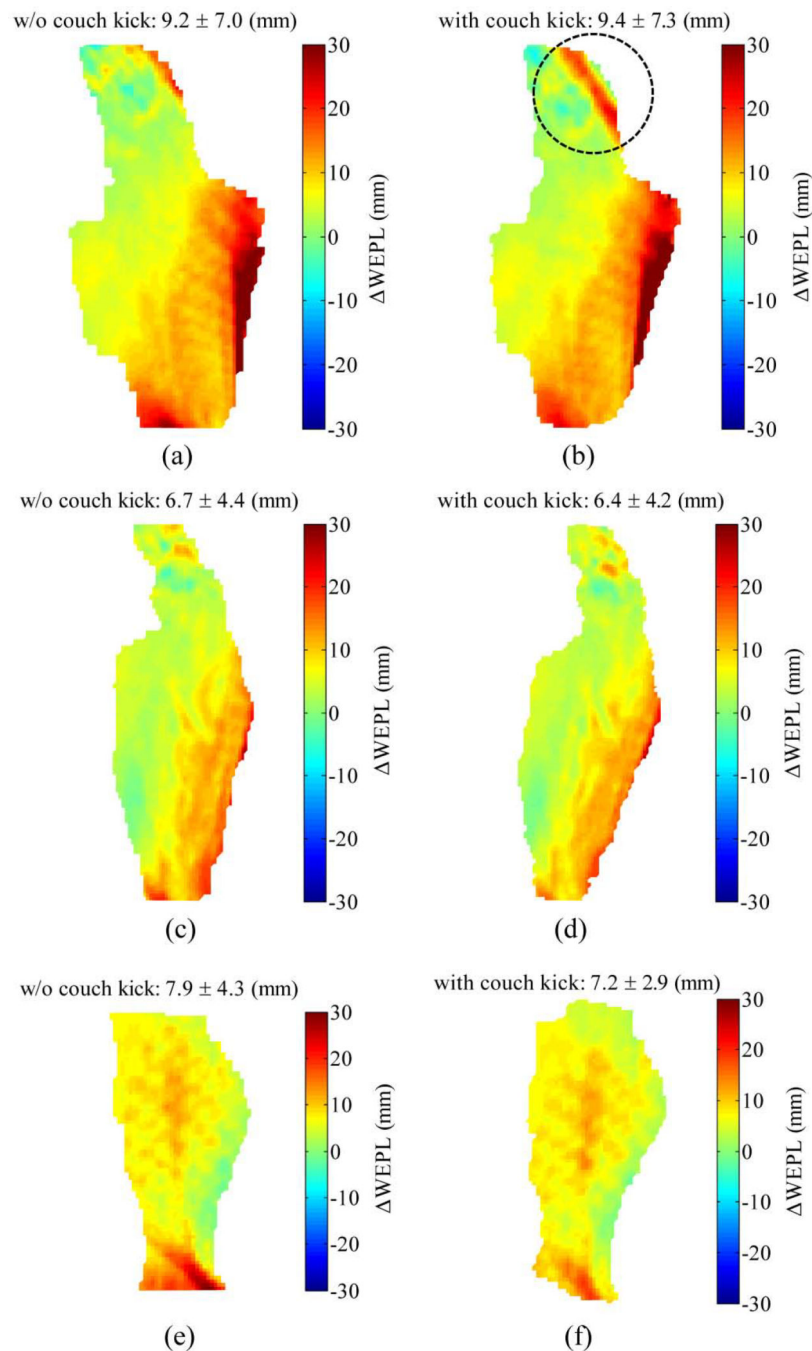 w/o couch kick: 9.2 ± 7.0 (mm)
30
20
10
0
-10
-20
-30
ΔWEPL (mm)
(a)
with couch kick: 9.4 ± 7.3 (mm)
30
20
10
0
-10
-20
-30
ΔWEPL (mm)
(b)
w/o couch kick: 6.7 ± 4.4 (mm)
30
20
10
0
-10
-20
-30
ΔWEPL (mm)
(c)
with couch kick: 6.4 ± 4.2 (mm)
30
20
10
0
-10
-20
-30
ΔWEPL (mm)
(d)
w/o couch kick: 7.9 ± 4.3 (mm)
30
20
10
0
-10
-20
-30
ΔWEPL (mm)
(e)
with couch kick: 7.2 ± 2.9 (mm)
30
20
10
0
-10
-20
-30
ΔWEPL (mm)
(f)